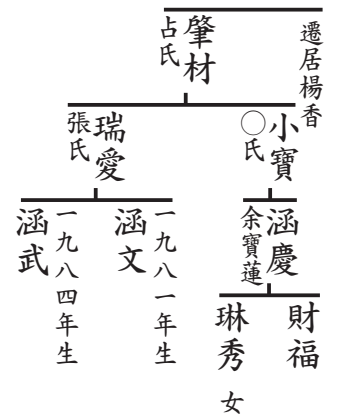 遷居楊香
肇材
占氏
小寶
〇氏
瑞愛
張氏
涵慶
余寶蓮
涵文
一九八一年生
涵武
一九八四年生
財福
琳秀 女